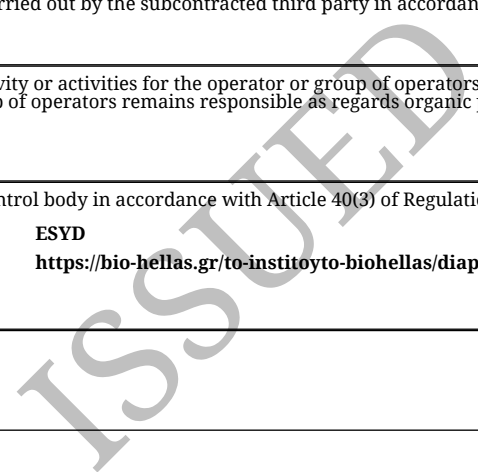 rried out by the subcontracted third party in accordan
vity or activities for the operator or group of operators
of operators remains responsible as regards organic
ntrol body in accordance with Article 40(3) of Regulati
ESYD
https://bio-hellas.gr/to-institoyto-biohellas/diap
ISSUED